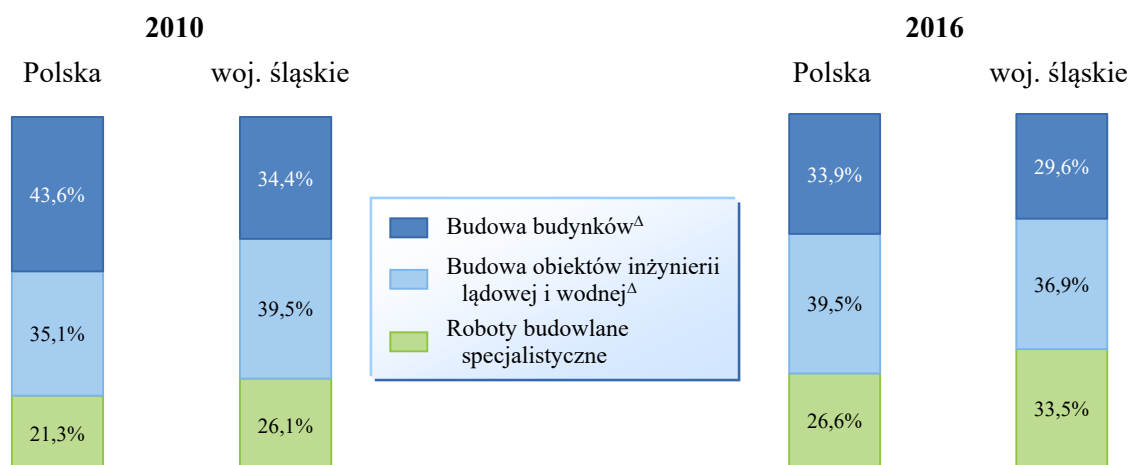 2010
2016
Polska
woj. śląskie
Polska
woj. śląskie
43,6%
35,1%
21,3%
34,4%
39,5%
26,1%
Budowa budynków^Δ
Budowa obiektów inżynierii
lądowej i wodnej^Δ
Roboty budowlane
specjalistyczne
33,9%
39,5%
26,6%
29,6%
36,9%
33,5%